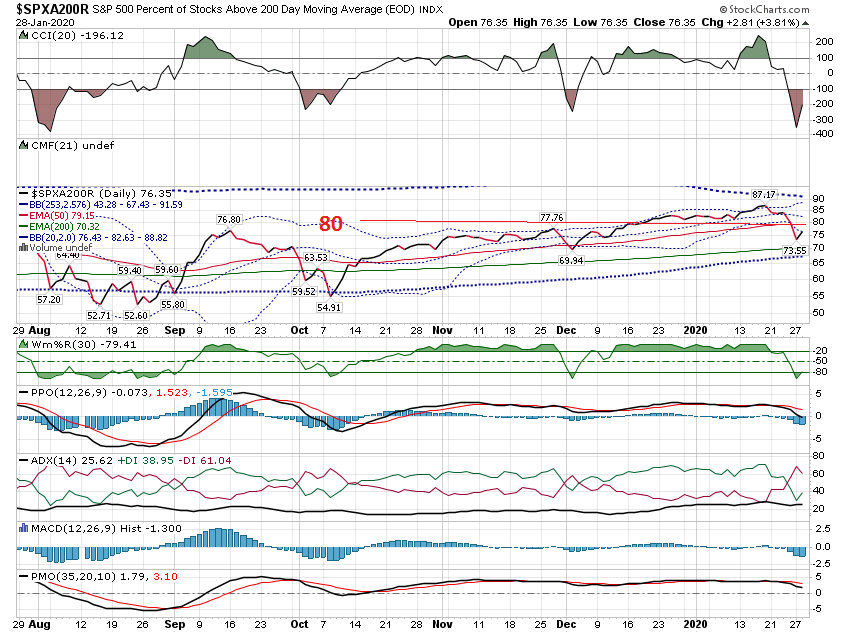 $SPXA200R S&P 500 Percent of Stocks Above 200 Day Moving Average (EOD) INDX
© StockCharts.com
28-Jan-2020
Open 76.35 High 76.35 Low 76.35 Close 76.35 Chg +2.81 (+3.81%)
CCI(20) -196.12
200
100
0
-100
-200
-300
-400
CMF(21) undef
$SPXA200R (Daily) 76.35
BB(253,2.576) 43.28 - 67.43 - 91.59
EMA(50) 79.15
EMA(200) 70.32
BB(20,2.0) 76.43 - 82.63 - 88.82
Volume undef
64.40
57.20
52.71
59.40
52.60
59.60
55.80
76.80
80
63.53
59.52
54.91
77.76
69.94
87.17
73.55
90
85
80
75
70
65
60
55
50
29 Aug 5 12 19 26 Sep 9 16 23 Oct 7 14 21 28 Nov 11 18 25 Dec 9 16 23 2020 13 21 27
Wm%R(30) -79.41
-20
-50
-80
PPO(12,26,9) -0.073, 1.523, -1.595
5
0
-5
ADX(14) 25.62 +DI 38.95 -DI 61.04
80
60
40
20
MACD(12,26,9) Hist -1.300
2.5
0.0
-2.5
PMO(35,20,10) 1.79, 3.10
5
0
-5
29 Aug 5 12 19 26 Sep 9 16 23 Oct 7 14 21 28 Nov 11 18 25 Dec 9 16 23 2020 13 21 27